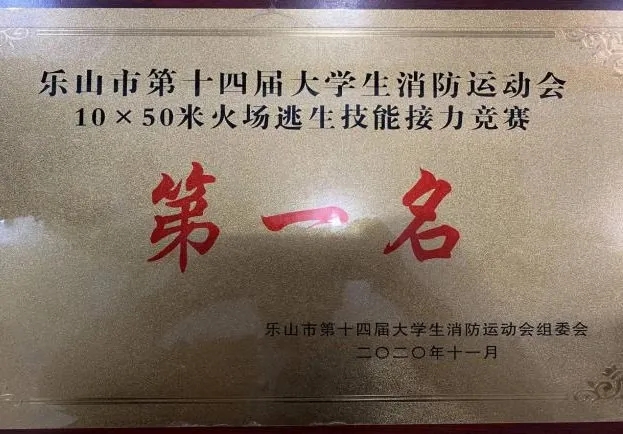 乐山市第十四届大学生消防运动会
10×50米火场逃生技能接力竞赛
第一名
乐山市第十四届大学生消防运动会组委会
二〇二〇年十一月